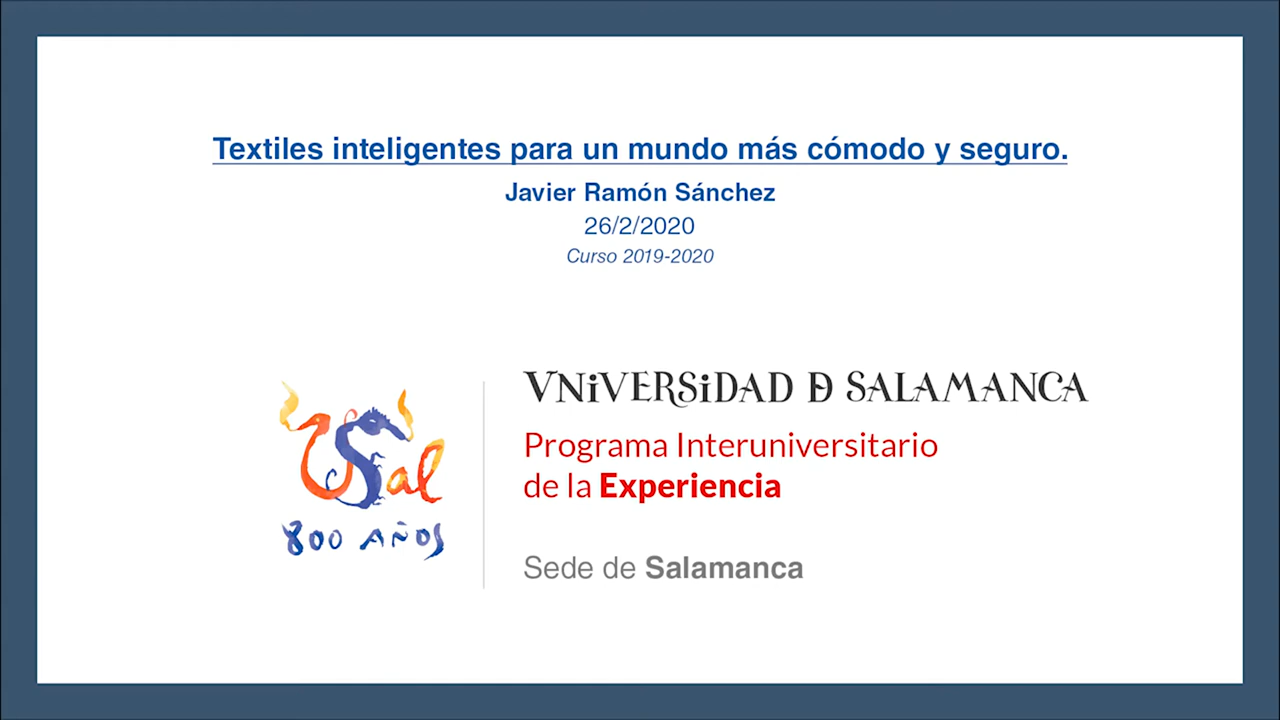 Textiles inteligentes para un mundo más cómodo y seguro.
Javier Ramón Sánchez
26/2/2020
Curso 2019-2020
VNiVERSiDAD D SALAMANCA
Programa Interuniversitario
de la Experiencia
Sede de Salamanca
USal
800 AÑOS